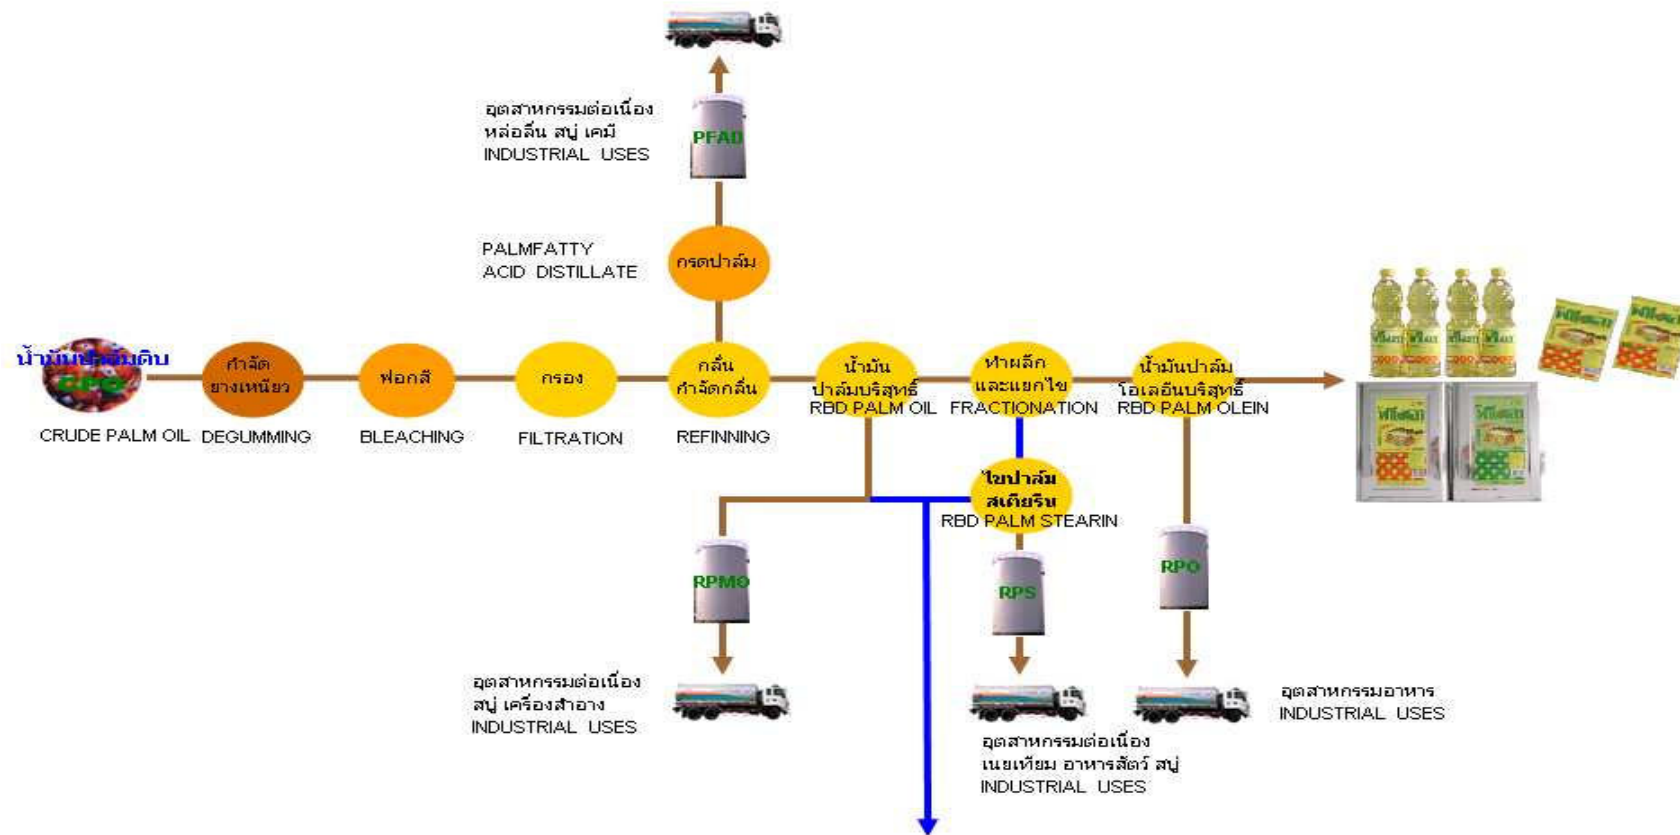 อุตสาหกรรมต่อเนื่อง
หล่อลื่น สบู่ เคมี
INDUSTRIAL USES
PFAD
PALMFATTY
ACID DISTILLATE
กรดปาล์ม
น้ำมันปาล์มดิบ
CPO
CRUDE PALM OIL
กำจัด
ยางเหนียว
DEGUMMING
ฟอกสี
BLEACHING
กรอง
FILTRATION
กลั่น
กำจัดกลิ่น
REFINNING
น้ำมัน
ปาล์มบริสุทธิ์
RBD PALM OIL
ทำผลึก
และแยกไข
FRACTIONATION
น้ำมันปาล์ม
โอเลอีนบริสุทธิ์
RBD PALM OLEIN
ไขปาล์ม
สเตียริน
RBD PALM STEARIN
RPMO
RPS
RPO
อุตสาหกรรมต่อเนื่อง
สบู่ เครื่องสำอาง
INDUSTRIAL USES
อุตสาหกรรมต่อเนื่อง
เนยเทียม อาหารสัตว์ สบู่
INDUSTRIAL USES
อุตสาหกรรมอาหาร
INDUSTRIAL USES